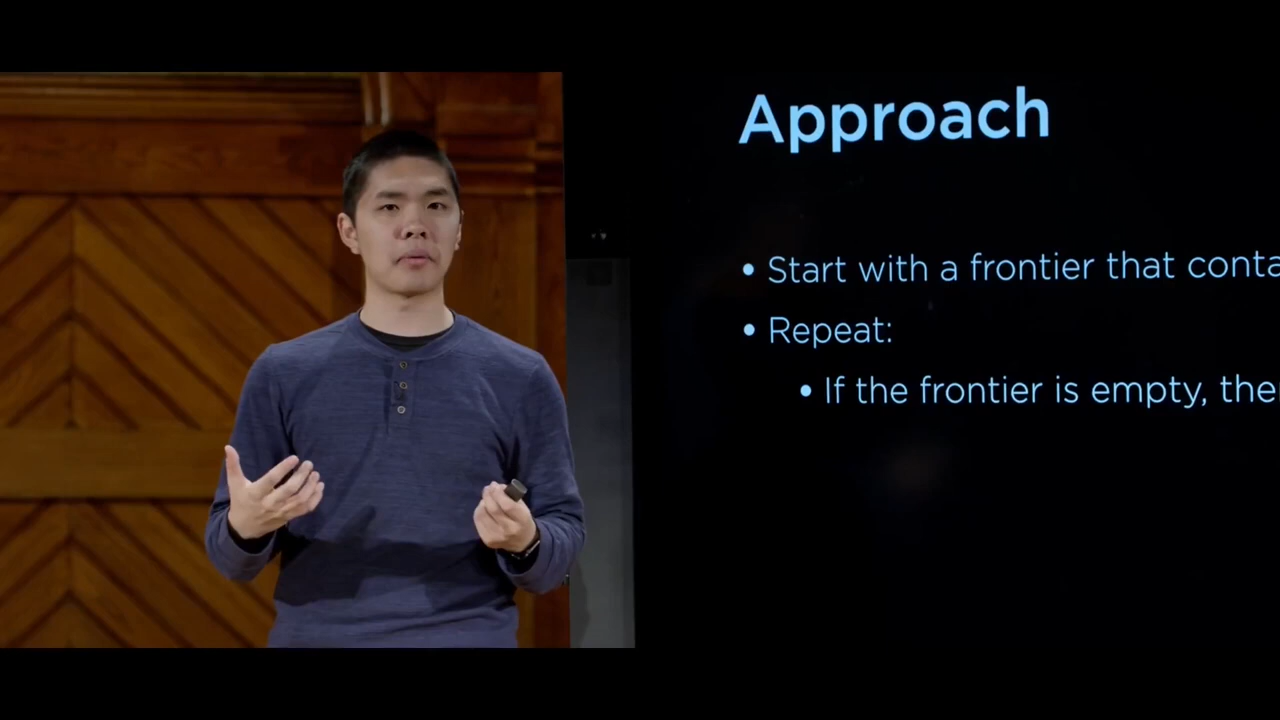 Approach
• Start with a frontier that conta
• Repeat:
• If the frontier is empty, the